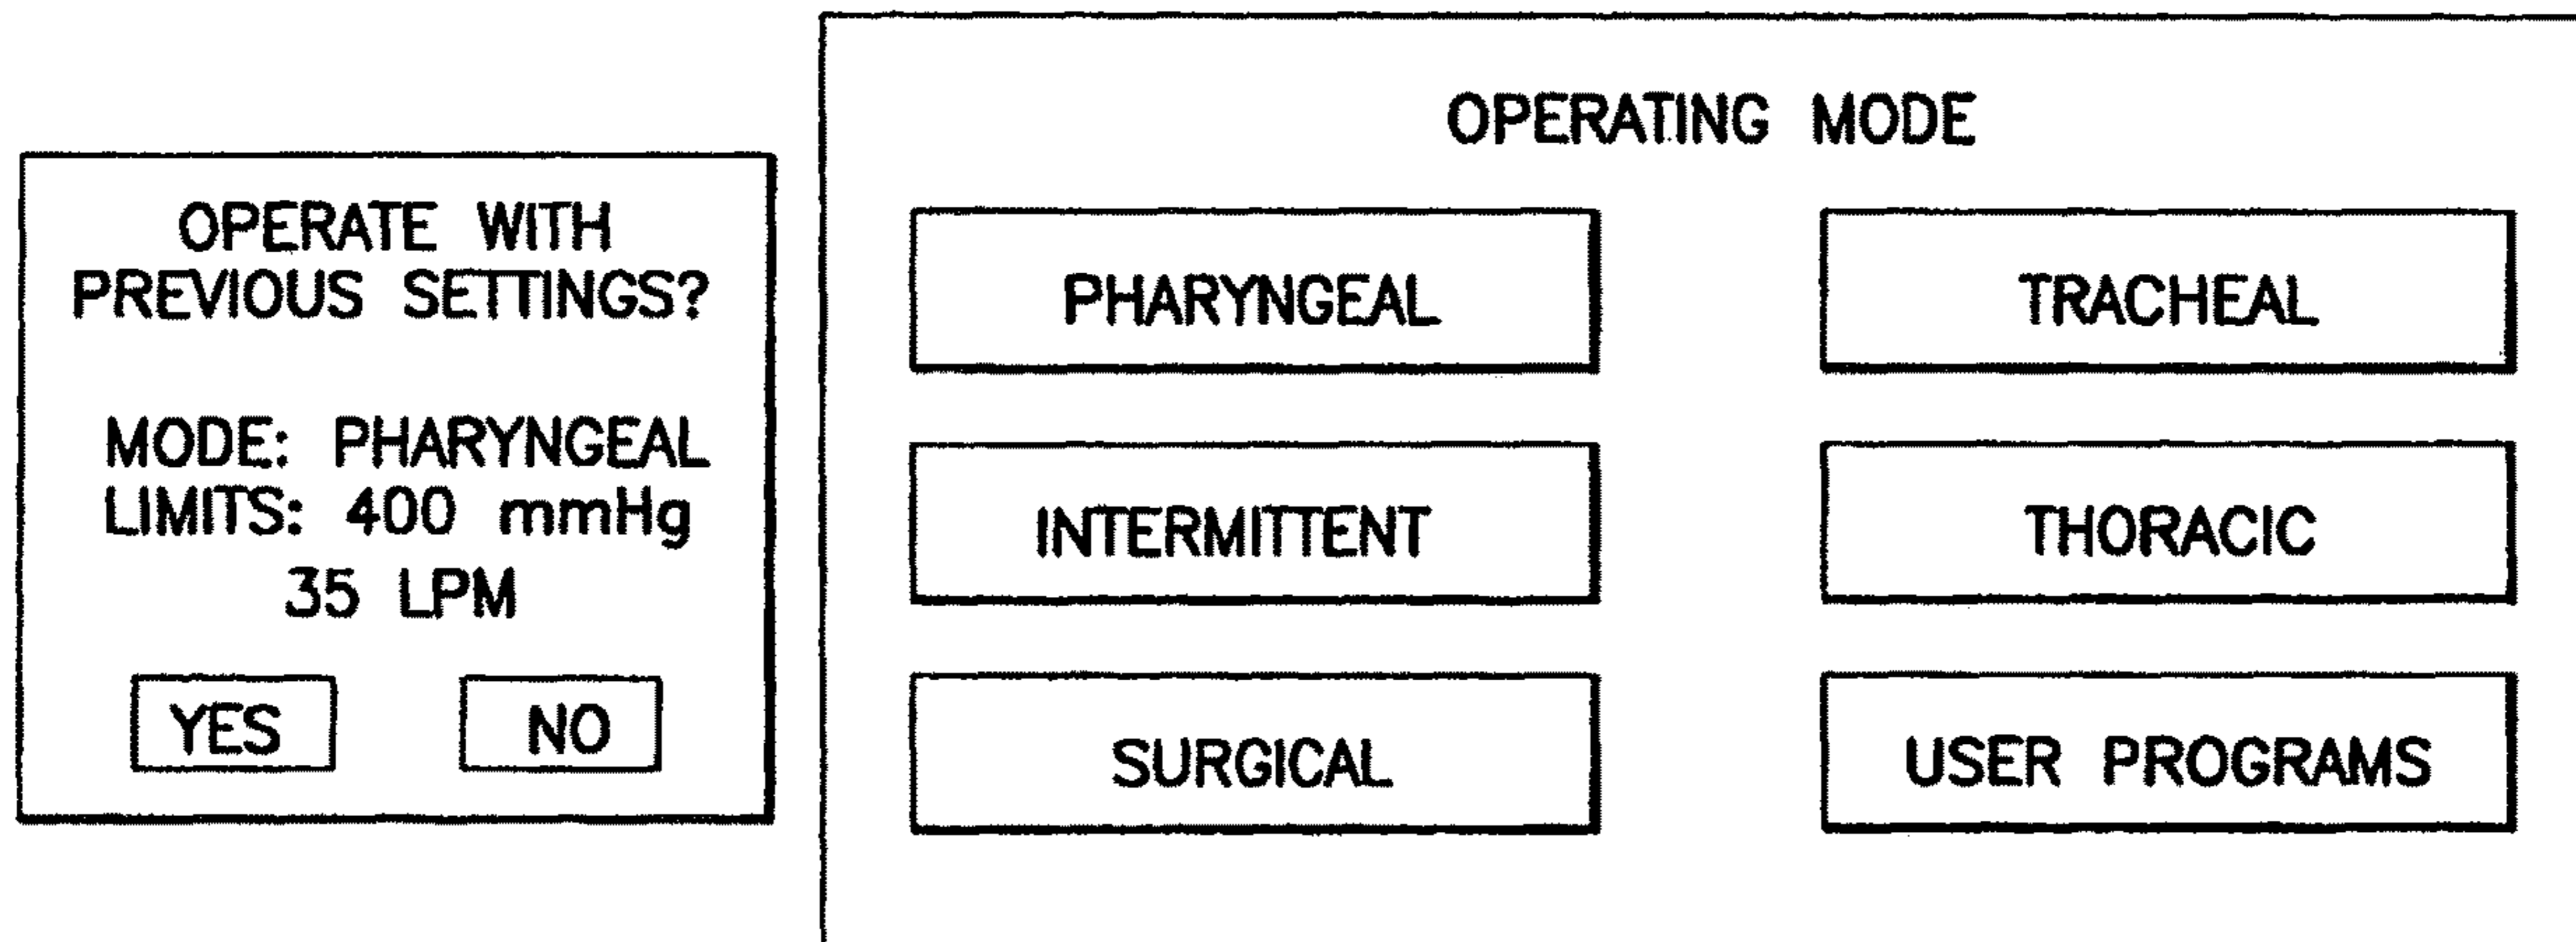 OPERATE WITH
PREVIOUS SETTINGS?
MODE: PHARYNGEAL
LIMITS: 400 mmHg
35 LPM
YES NO
OPERATING MODE
PHARYNGEAL TRACHEAL
INTERMITTENT THORACIC
SURGICAL USER PROGRAMS